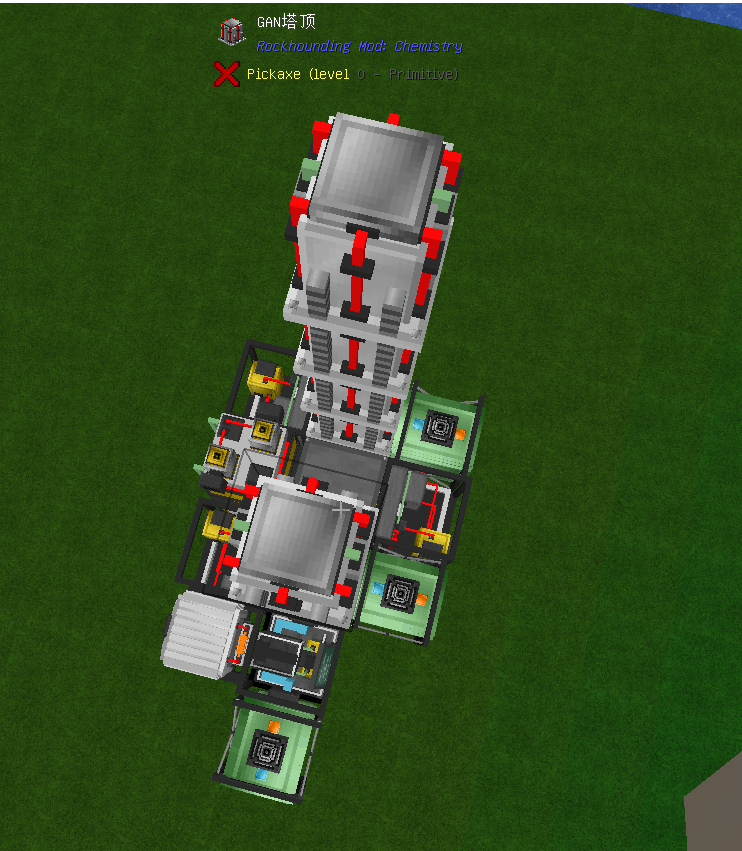 GAN塔顶
Rockhounding Mod: Chemistry
Pickaxe (level 0 - Primitive)